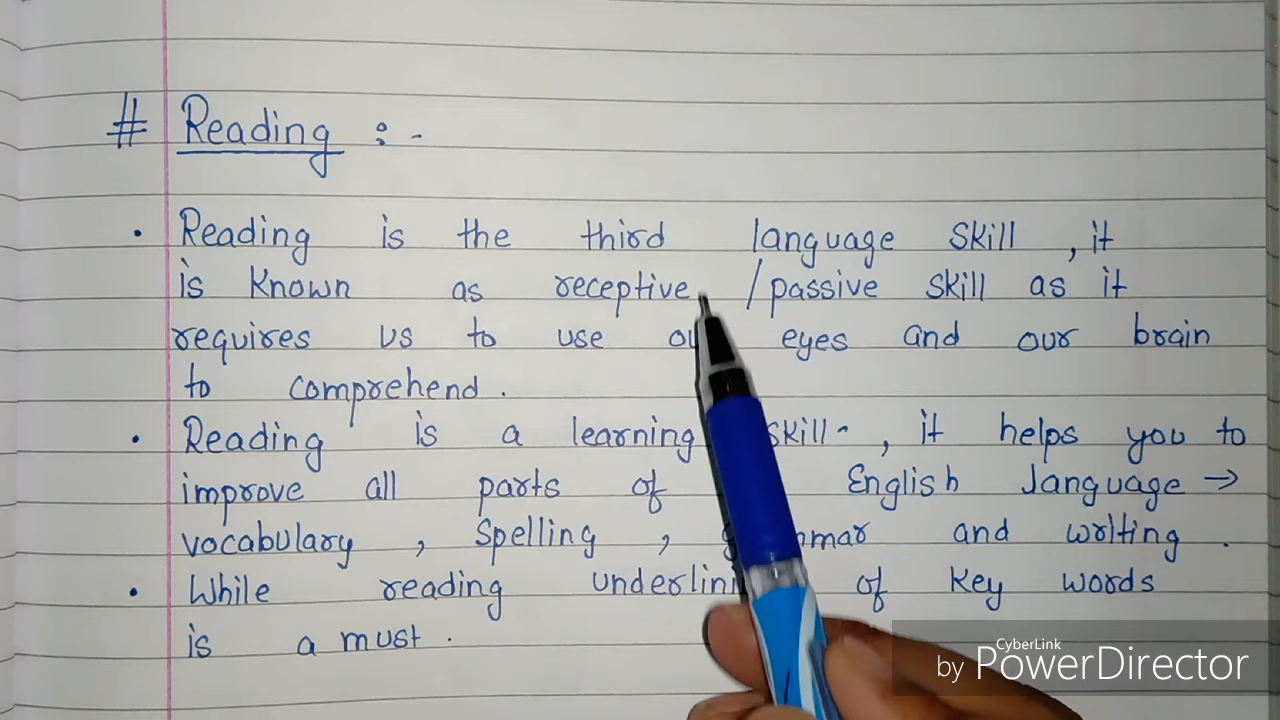 # Reading :-
• Reading is the third language skill , it
is known as receptive / passive skill as it
requires us to use eyes and our brain
to comprehend .
• Reading is a learning skill , it helps you to
improve all parts of English language →
vocabulary , Spelling , and writing .
• While reading of key words
is a must .
CyberLink
by PowerDirector